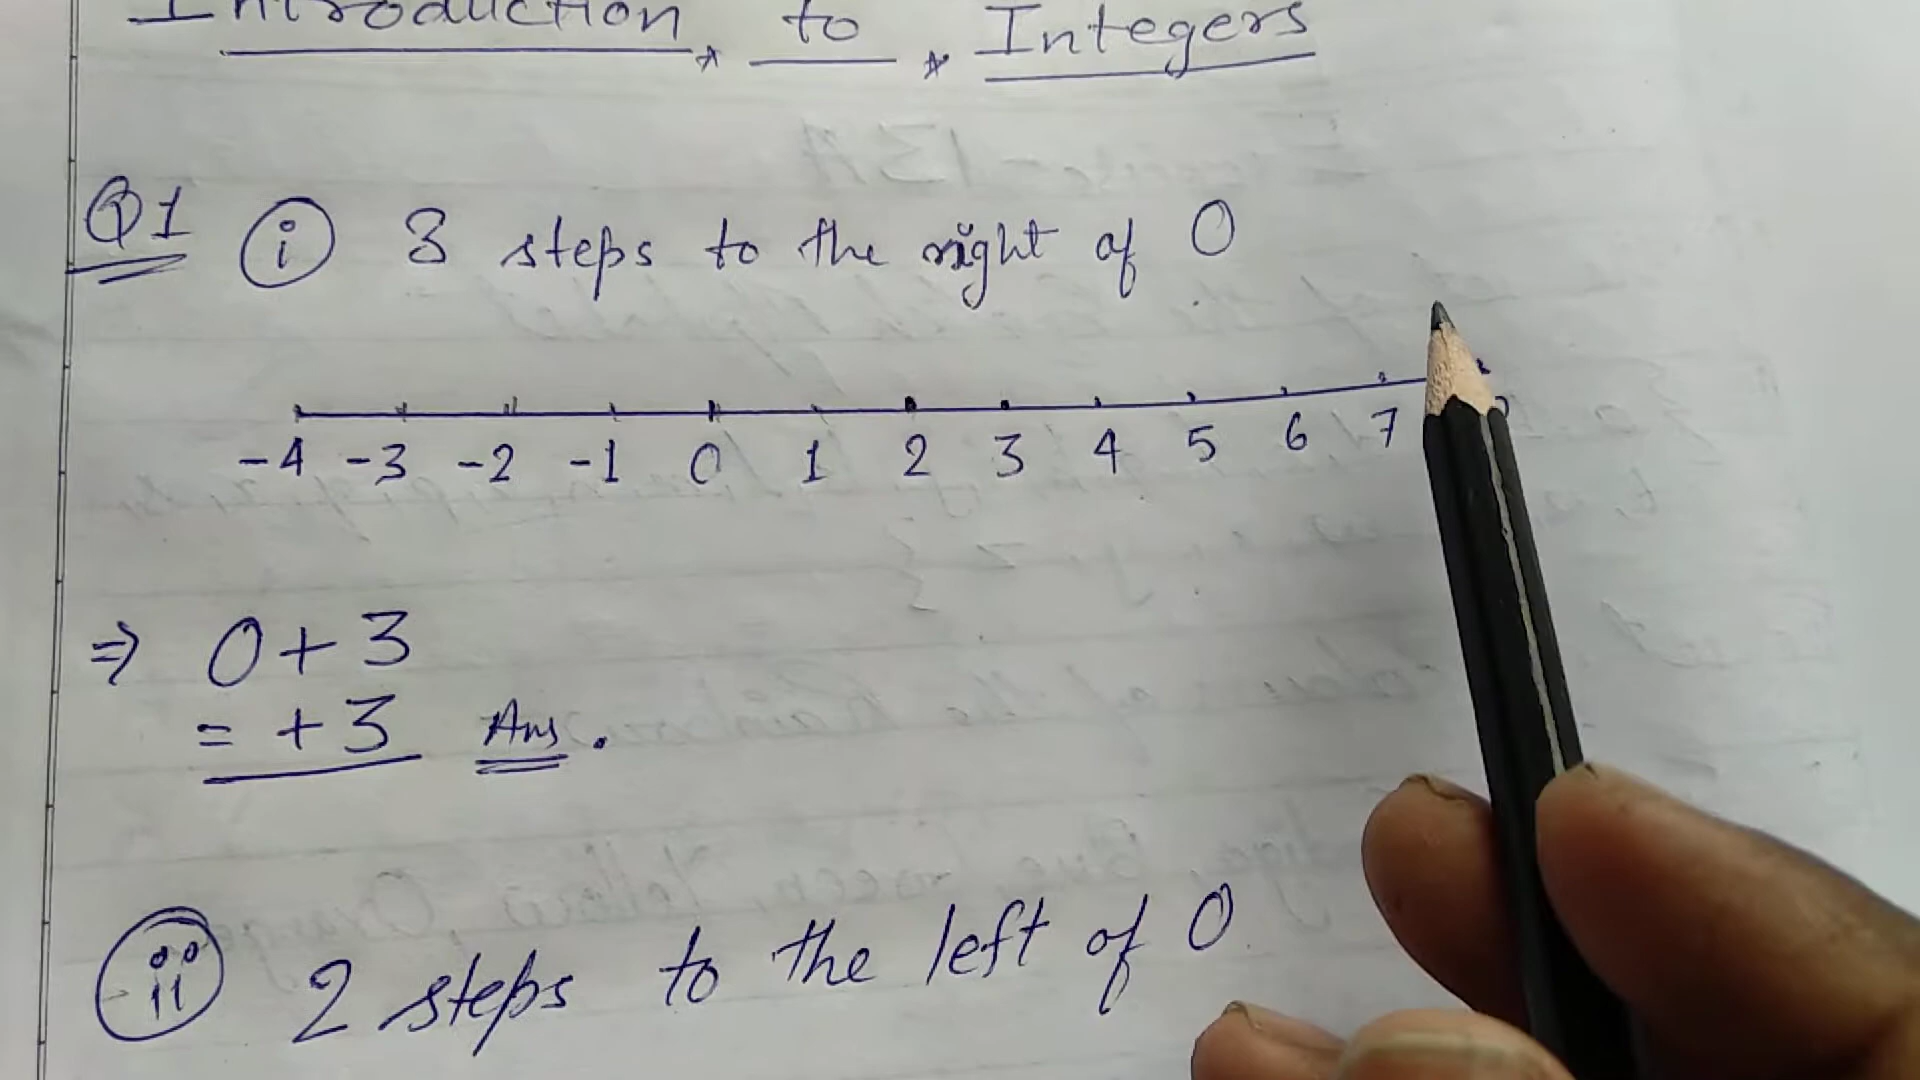 Introduction to Integers
Q1 (i) 3 steps to the right of 0
-4 -3 -2 -1 0 1 2 3 4 5 6 7
⇒ 0+3
= +3 Ans.
(ii) 2 steps to the left of 0